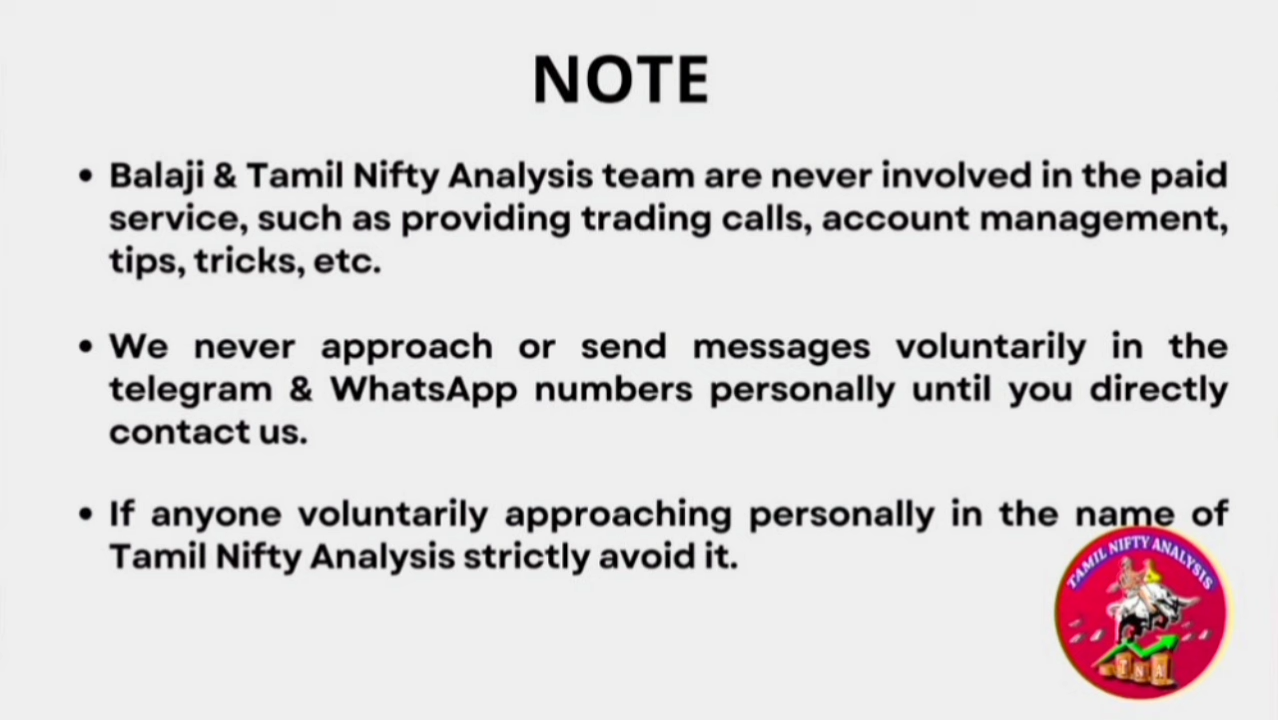 NOTE
• Balaji & Tamil Nifty Analysis team are never involved in the paid
service, such as providing trading calls, account management,
tips, tricks, etc.
• We never approach or send messages voluntarily in the
telegram & WhatsApp numbers personally until you directly
contact us.
• If anyone voluntarily approaching personally in the name of
Tamil Nifty Analysis strictly avoid it.
TAMIL NIFTY ANALYSIS
TNA